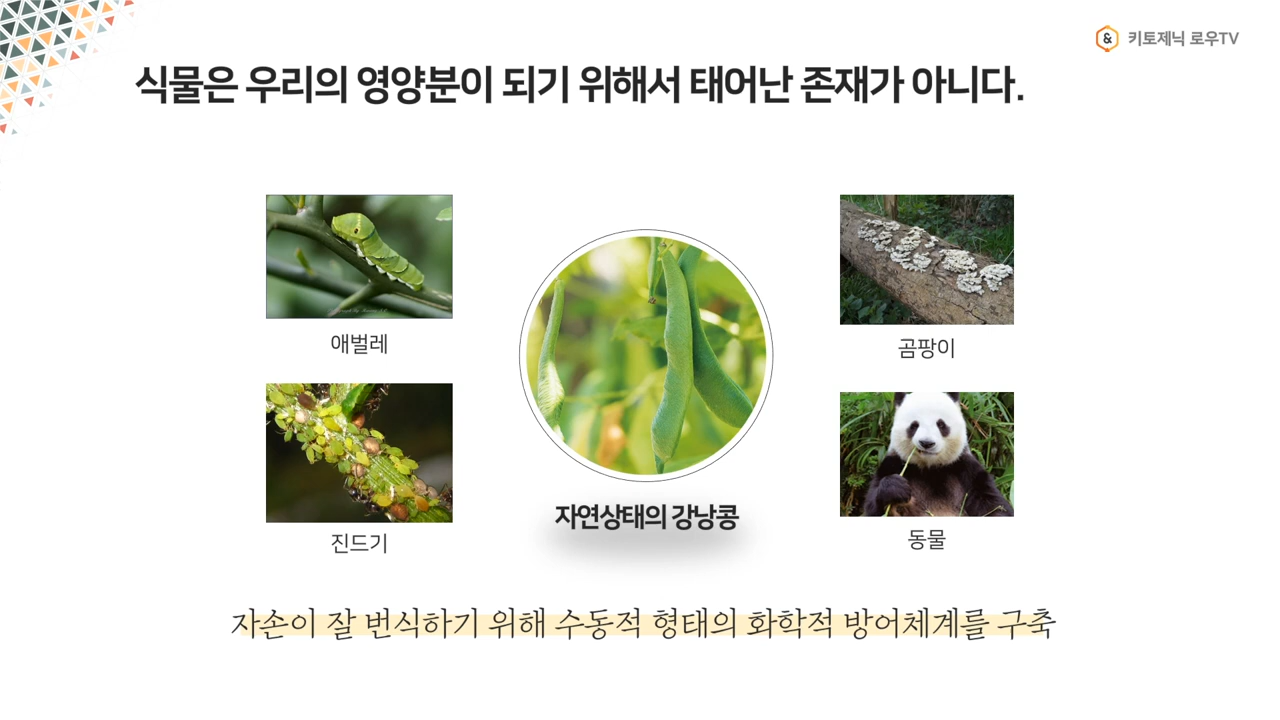 키토제닉 로우TV
식물은 우리의 영양분이 되기 위해서 태어난 존재가 아니다.
애벌레
곰팡이
진드기
자연상태의 강낭콩
동물
자손이 잘 번식하기 위해 수동적 형태의 화학적 방어체계를 구축